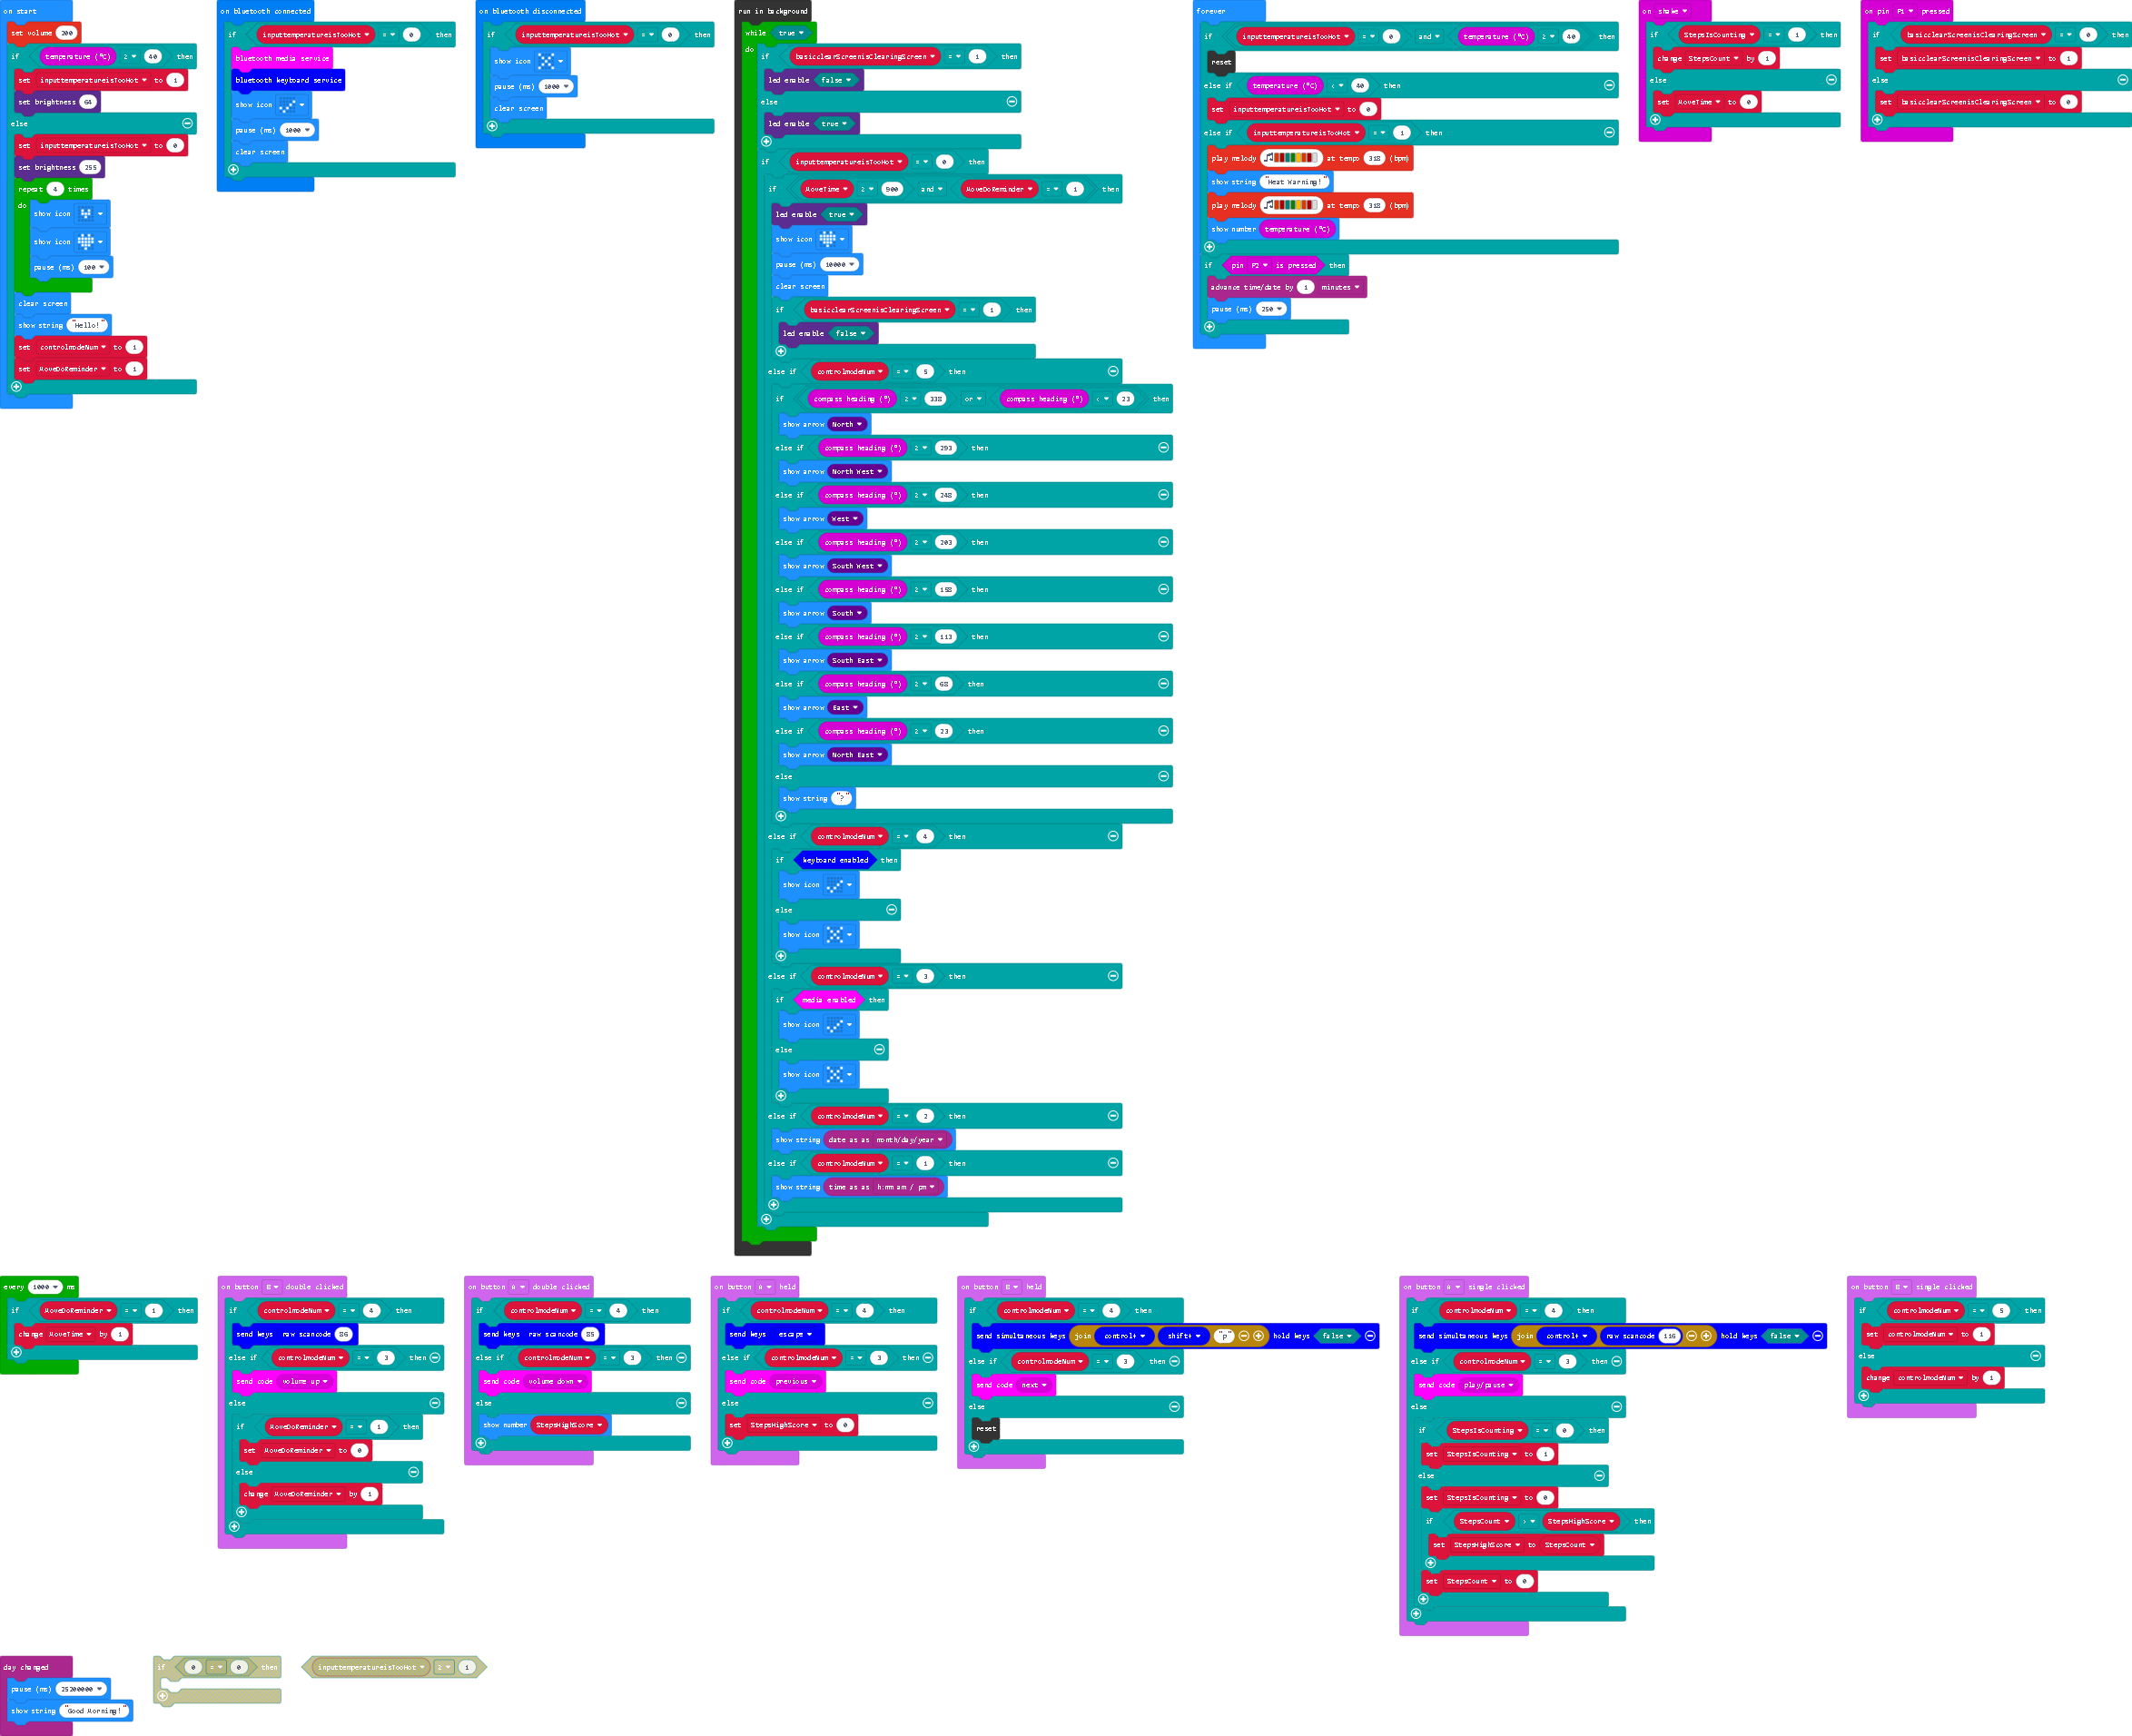 on start
set volume 200
if temperature (°C) ≥ 40 then
set inputtemperatureisTooHot to 1
set brightness 64
else
set inputtemperatureisTooHot to 0
set brightness 255
repeat 4 times
do show icon
show icon
pause (ms) 100
clear screen
show string "Hello!"
set controlmodeNum to 1
set MoveDoReminder to 1
on bluetooth connected
if inputtemperatureisTooHot = 0 then
bluetooth media service
bluetooth keyboard service
show icon
pause (ms) 1000
clear screen
on bluetooth disconnected
if inputtemperatureisTooHot = 0 then
show icon
pause (ms) 1000
clear screen
run in background
while true
do if basicclearScreenisClearingScreen = 1 then
led enable false
else
led enable true
if inputtemperatureisTooHot = 0 then
if MoveTime ≥ 900 and MoveDoReminder = 1 then
led enable true
show icon
pause (ms) 10000
clear screen
if basicclearScreenisClearingScreen = 1 then
led enable false
else if controlmodeNum = 5 then
if compass heading (°) ≥ 338 or compass heading (°) < 23 then
show arrow North
else if compass heading (°) ≥ 293 then
show arrow North West
else if compass heading (°) ≥ 248 then
show arrow West
else if compass heading (°) ≥ 203 then
show arrow South West
else if compass heading (°) ≥ 158 then
show arrow South
else if compass heading (°) ≥ 113 then
show arrow South East
else if compass heading (°) ≥ 68 then
show arrow East
else if compass heading (°) ≥ 23 then
show arrow North East
else
show string "?"
else if controlmodeNum = 4 then
if keyboard enabled then
show icon
else
show icon
else if controlmodeNum = 3 then
if media enabled then
show icon
else
show icon
else if controlmodeNum = 2 then
show string date as as month/day/year
else if controlmodeNum = 1 then
show string time as as h:mm am / pm
forever
if inputtemperatureisTooHot = 0 and temperature (°C) ≥ 40 then
reset
else if temperature (°C) < 40 then
set inputtemperatureisTooHot to 0
else if inputtemperatureisTooHot = 1 then
play melody at tempo 318 (bpm)
show string "Heat Warning!"
play melody at tempo 318 (bpm)
show number temperature (°C)
if pin P2 is pressed then
advance time/date by 1 minutes
pause (ms) 250
on shake
if StepsIsCounting = 1 then
change StepsCount by 1
else
set MoveTime to 0
on pin P1 pressed
if basicclearScreenisClearingScreen = 0 then
set basicclearScreenisClearingScreen to 1
else
set basicclearScreenisClearingScreen to 0
every 1000 ms
if MoveDoReminder = 1 then
change MoveTime by 1
on button B double clicked
if controlmodeNum = 4 then
send keys raw scancode 86
else if controlmodeNum = 3 then
send code volume up
else
if MoveDoReminder = 1 then
set MoveDoReminder to 0
else
change MoveDoReminder by 1
on button A double clicked
if controlmodeNum = 4 then
send keys raw scancode 85
else if controlmodeNum = 3 then
send code volume down
else
show number StepsHighScore
on button A held
if controlmodeNum = 4 then
send keys escape
else if controlmodeNum = 3 then
send code previous
else
set StepsHighScore to 0
on button B held
if controlmodeNum = 4 then
send simultaneous keys join control+ shift+ "p" hold keys false
else if controlmodeNum = 3 then
send code next
else
reset
on button A single clicked
if controlmodeNum = 4 then
send simultaneous keys join control+ raw scancode 116 hold keys false
else if controlmodeNum = 3 then
send code play/pause
else
if StepsIsCounting = 0 then
set StepsIsCounting to 1
else
set StepsIsCounting to 0
if StepsCount > StepsHighScore then
set StepsHighScore to StepsCount
set StepsCount to 0
on button B single clicked
if controlmodeNum = 5 then
set controlmodeNum to 1
else
change controlmodeNum by 1
day changed
pause (ms) 25200000
show string "Good Morning!"
if 0 = 0 then
inputtemperatureisTooHot ≥ 1